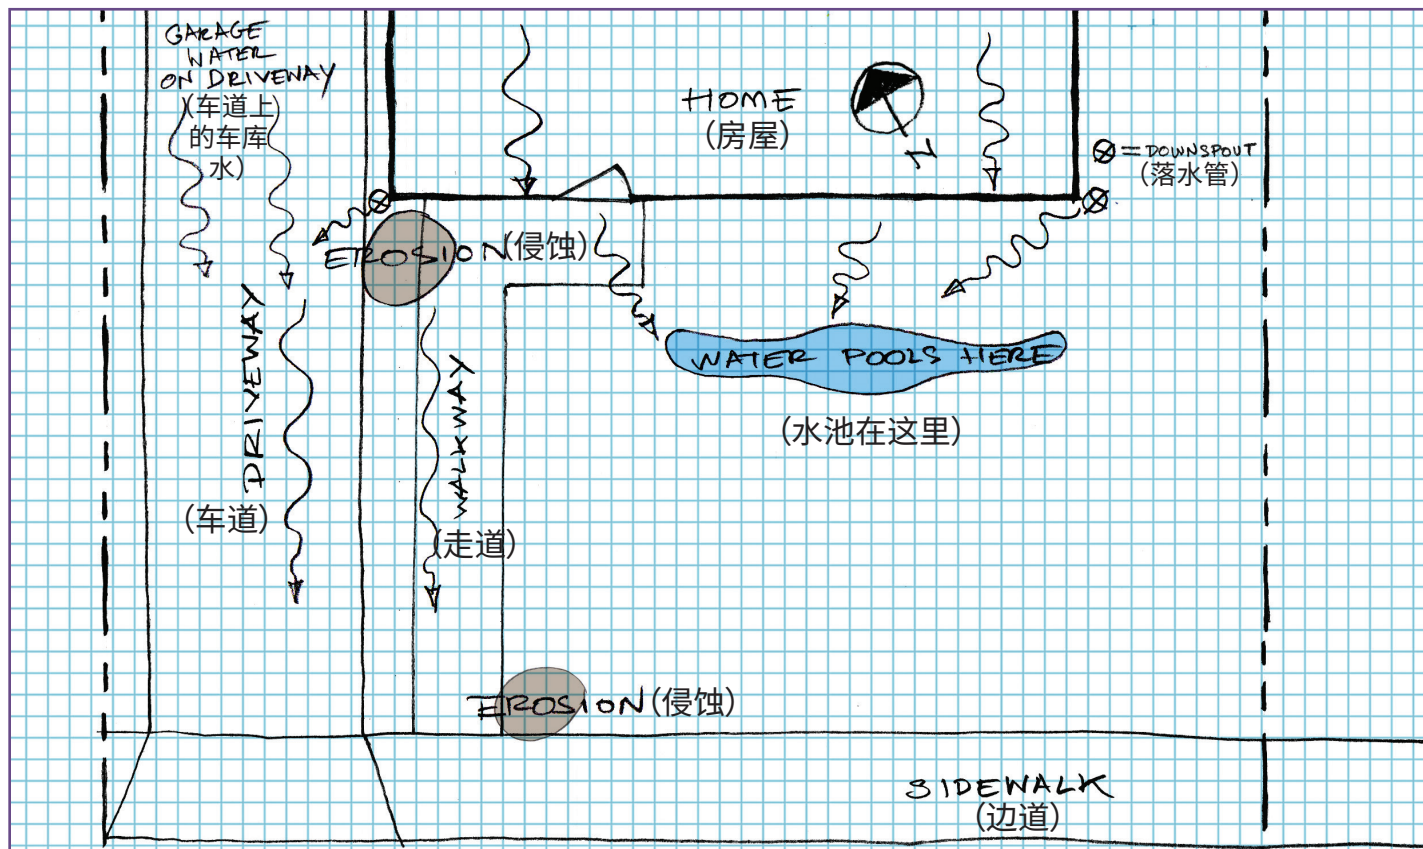 GARAGE
WATER
ON DRIVEWAY
(车道上
的车库
水)
HOME
(房屋)
N
⊗ = DOWNSPOUT
(落水管)
EROSION(侵蚀)
WATER POOLS HERE
(水池在这里)
DRIVEWAY
(车道)
WALKWAY
(走道)
EROSION(侵蚀)
SIDEWALK
(边道)